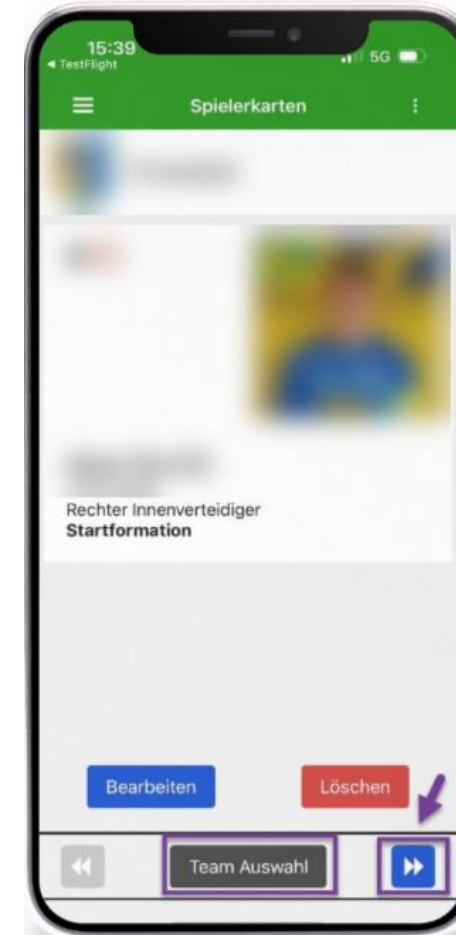 15:39
5G
TestFlight
Spielerkarten
Rechter Innenverteidiger
Startformation
Bearbeiten
Löschen
Team Auswahl